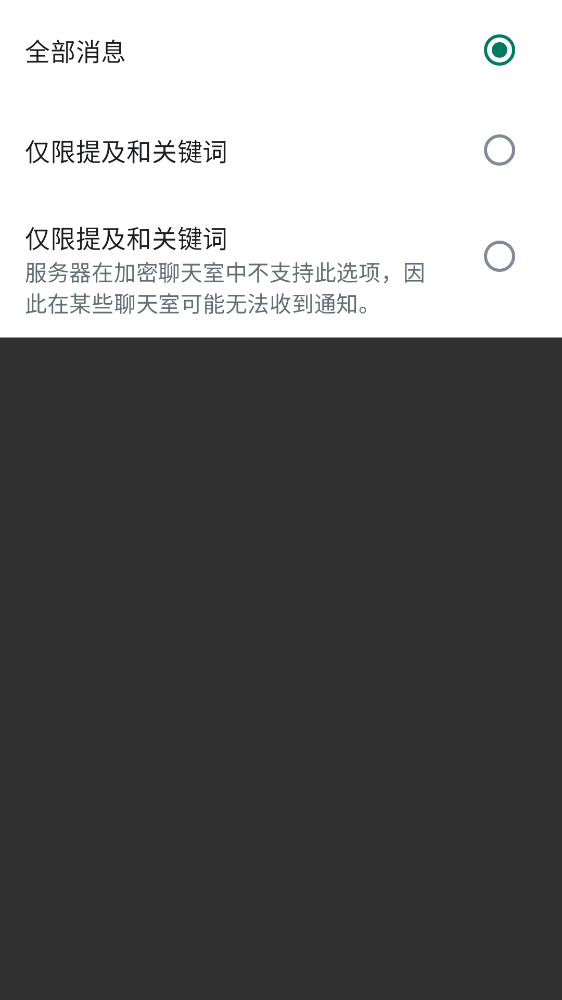 全部消息
仅限提及和关键词
仅限提及和关键词
服务器在加密聊天室中不支持此选项，因
此在某些聊天室可能无法收到通知。